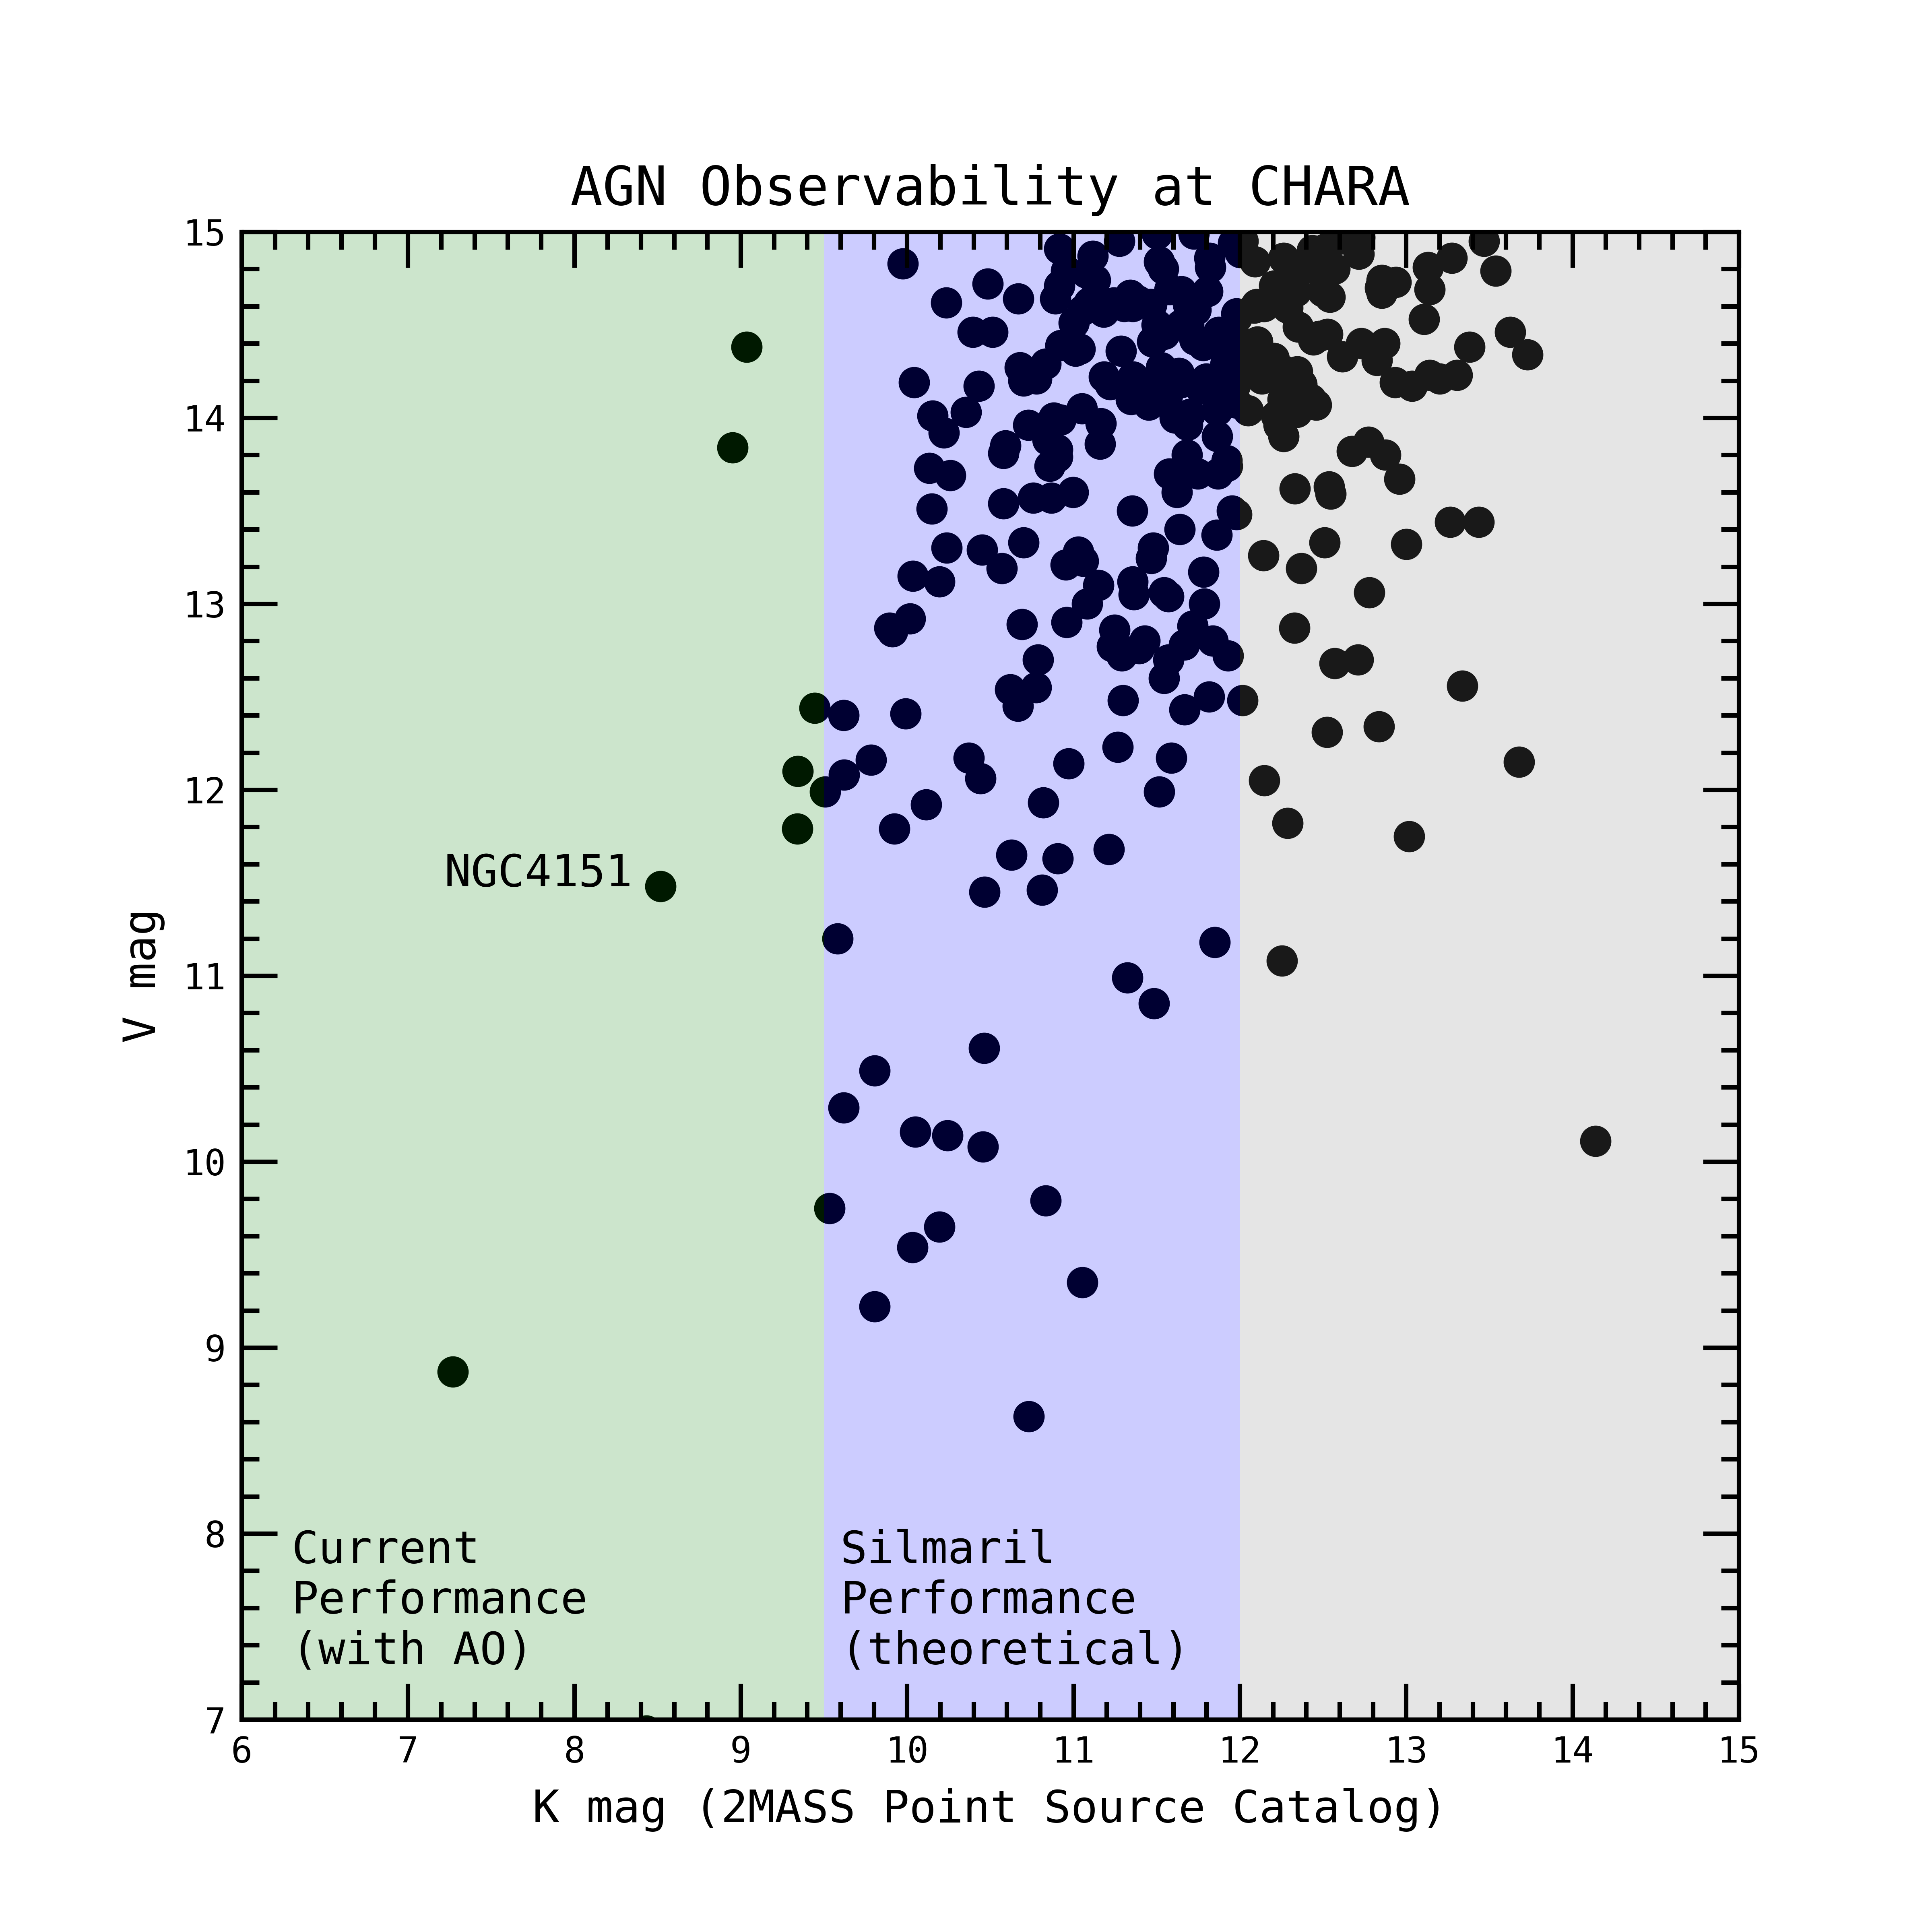 AGN Observability at CHARA
15
14
13
12
11
10
9
8
7
V mag
NGC4151
Current
Performance
(with AO)
Silmaril
Performance
(theoretical)
6 7 8 9 10 11 12 13 14 15
K mag (2MASS Point Source Catalog)